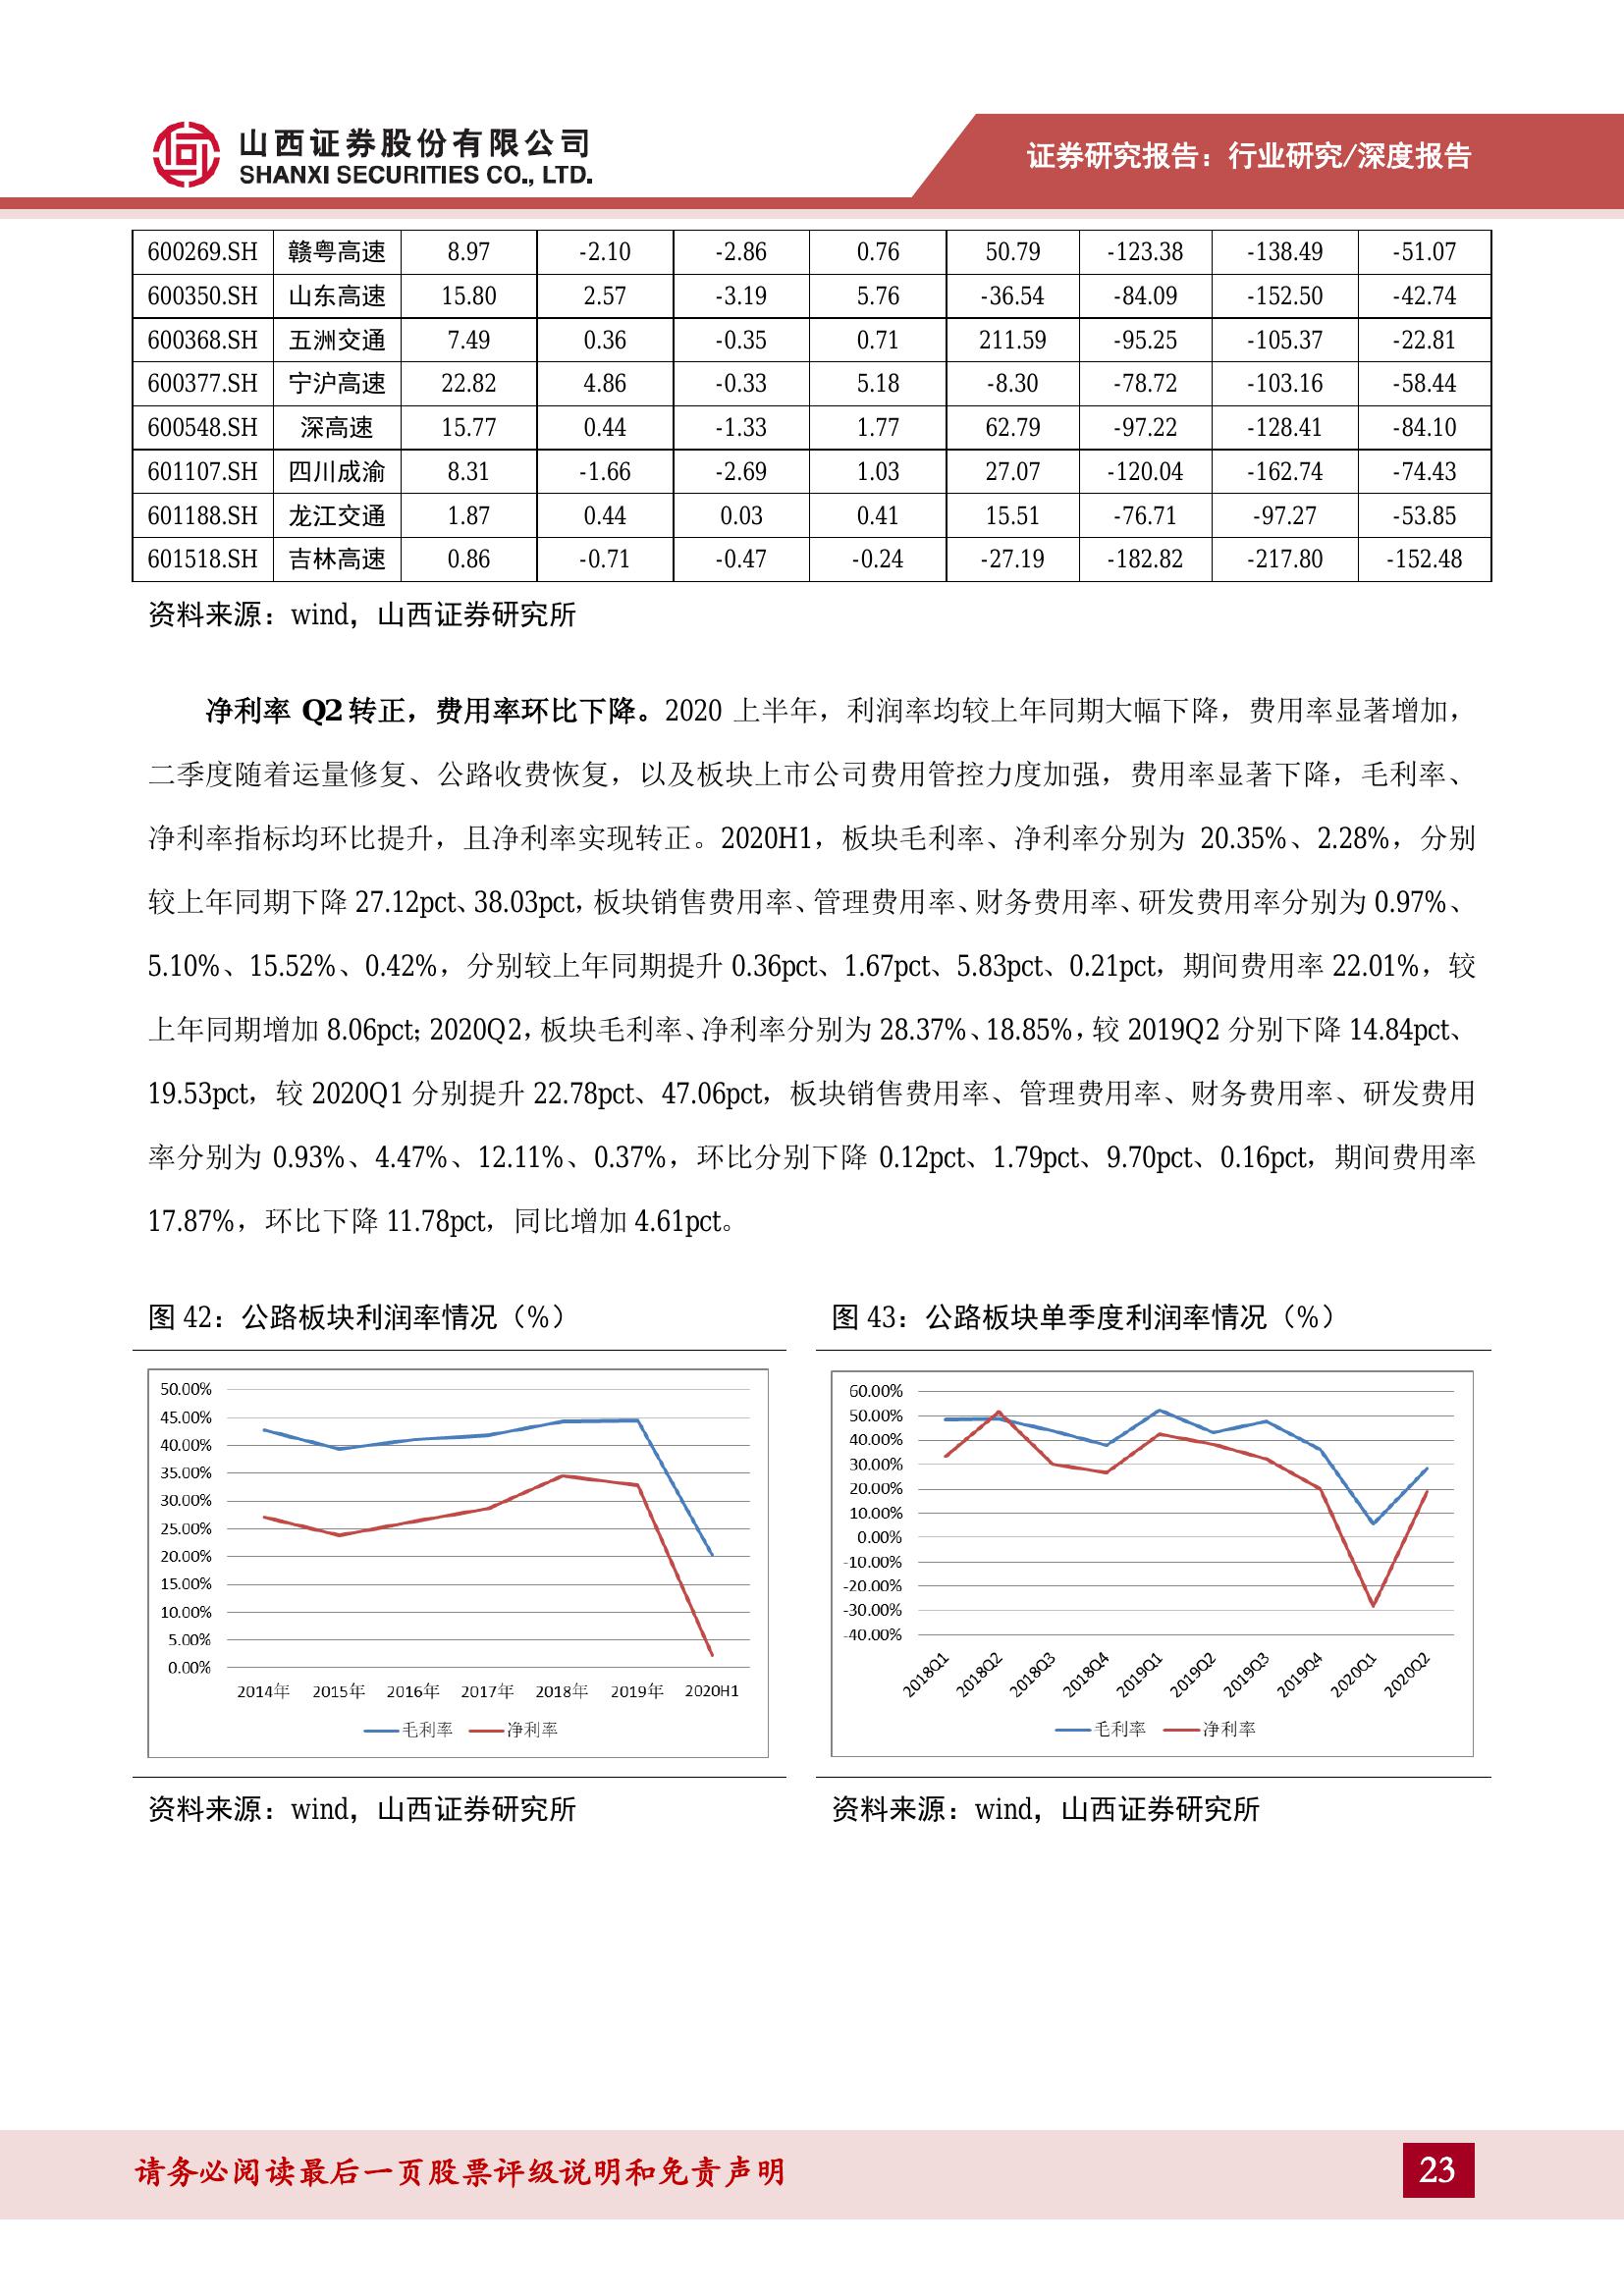 山西证券股份有限公司
SHANXI SECURITIES CO., LTD.
证券研究报告：行业研究/深度报告
600269.SH 赣粤高速 8.97 -2.10 -2.86 0.76 50.79 -123.38 -138.49 -51.07
600350.SH 山东高速 15.80 2.57 -3.19 5.76 -36.54 -84.09 -152.50 -42.74
600368.SH 五洲交通 7.49 0.36 -0.35 0.71 211.59 -95.25 -105.37 -22.81
600377.SH 宁沪高速 22.82 4.86 -0.33 5.18 -8.30 -78.72 -103.16 -58.44
600548.SH 深高速 15.77 0.44 -1.33 1.77 62.79 -97.22 -128.41 -84.10
601107.SH 四川成渝 8.31 -1.66 -2.69 1.03 27.07 -120.04 -162.74 -74.43
601188.SH 龙江交通 1.87 0.44 0.03 0.41 15.51 -76.71 -97.27 -53.85
601518.SH 吉林高速 0.86 -0.71 -0.47 -0.24 -27.19 -182.82 -217.80 -152.48
资料来源：wind，山西证券研究所
净利率 Q2 转正，费用率环比下降。2020 上半年，利润率均较上年同期大幅下降，费用率显著增加，
二季度随着运量修复、公路收费恢复，以及板块上市公司费用管控力度加强，费用率显著下降，毛利率、
净利率指标均环比提升，且净利率实现转正。2020H1，板块毛利率、净利率分别为 20.35%、2.28%，分别
较上年同期下降 27.12pct、38.03pct，板块销售费用率、管理费用率、财务费用率、研发费用率分别为 0.97%、
5.10%、15.52%、0.42%，分别较上年同期提升 0.36pct、1.67pct、5.83pct、0.21pct，期间费用率 22.01%，较
上年同期增加 8.06pct；2020Q2，板块毛利率、净利率分别为 28.37%、18.85%，较 2019Q2 分别下降 14.84pct、
19.53pct，较 2020Q1 分别提升 22.78pct、47.06pct，板块销售费用率、管理费用率、财务费用率、研发费用
率分别为 0.93%、4.47%、12.11%、0.37%，环比分别下降 0.12pct、1.79pct、9.70pct、0.16pct，期间费用率
17.87%，环比下降 11.78pct，同比增加 4.61pct。
图 42：公路板块利润率情况（%）
50.00%
45.00%
40.00%
35.00%
30.00%
25.00%
20.00%
15.00%
10.00%
5.00%
0.00%
2014年 2015年 2016年 2017年 2018年 2019年 2020H1
毛利率 净利率
资料来源：wind，山西证券研究所
图 43：公路板块单季度利润率情况（%）
60.00%
50.00%
40.00%
30.00%
20.00%
10.00%
0.00%
-10.00%
-20.00%
-30.00%
-40.00%
2018Q1 2018Q2 2018Q3 2018Q4 2019Q1 2019Q2 2019Q3 2019Q4 2020Q1 2020Q2
毛利率 净利率
资料来源：wind，山西证券研究所
请务必阅读最后一页股票评级说明和免责声明
23